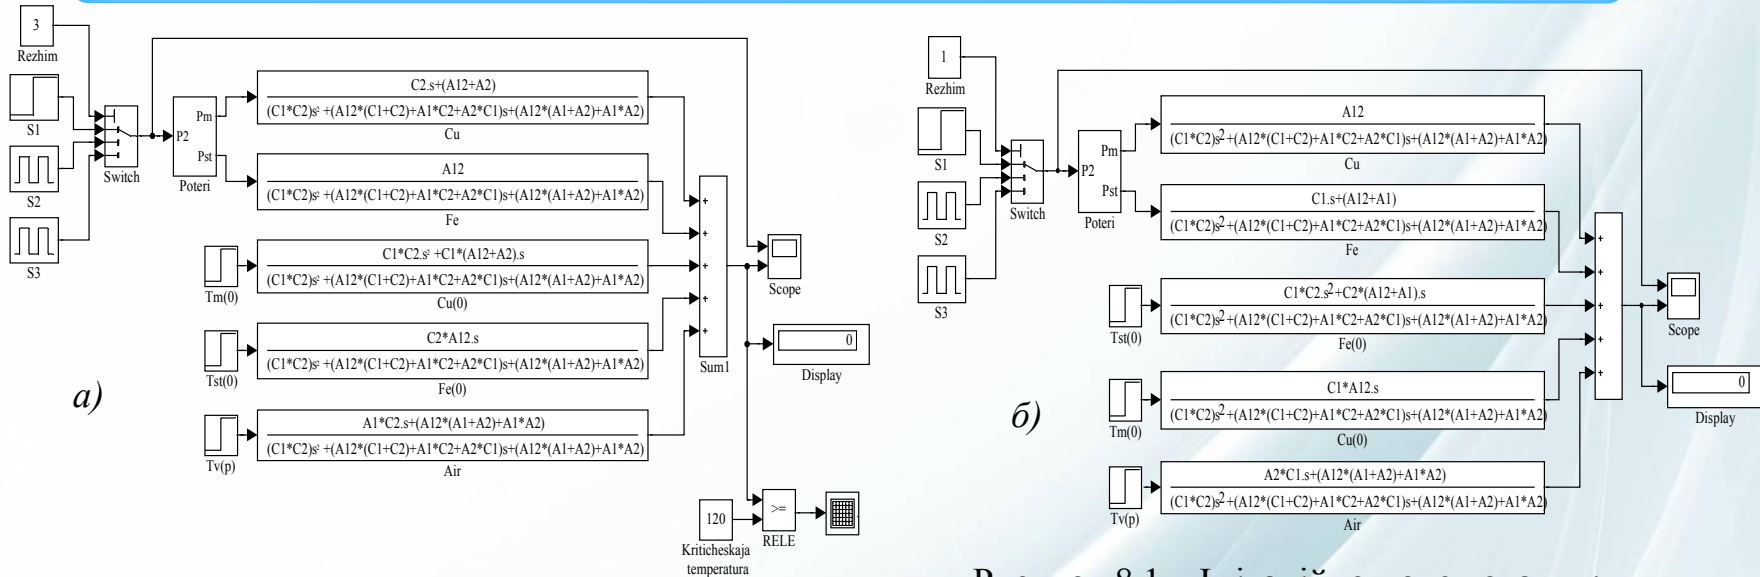 3
Rezhim
S1
S2
S3
Switch
P2
Pm
Pst
Poteri
C2.s+(A12+A2)
(C1*C2)s²+(A12*(C1+C2)+A1*C2+A2*C1)s+(A12*(A1+A2)+A1*A2)
Cu
A12
(C1*C2)s²+(A12*(C1+C2)+A1*C2+A2*C1)s+(A12*(A1+A2)+A1*A2)
Fe
Tm(0)
C1*C2.s²+C1*(A12+A2).s
(C1*C2)s²+(A12*(C1+C2)+A1*C2+A2*C1)s+(A12*(A1+A2)+A1*A2)
Cu(0)
Tst(0)
C2*A12.s
(C1*C2)s²+(A12*(C1+C2)+A1*C2+A2*C1)s+(A12*(A1+A2)+A1*A2)
Fe(0)
Tv(p)
A1*C2.s+(A12*(A1+A2)+A1*A2)
(C1*C2)s²+(A12*(C1+C2)+A1*C2+A2*C1)s+(A12*(A1+A2)+A1*A2)
Air
+
+
+
+
+
Sum1
Scope
0
Display
120
Kriticheskaja
temperatura
>=
RELE
а)
1
Rezhim
S1
S2
S3
Switch
P2
Pm
Pst
Poteri
A12
(C1*C2)s²+(A12*(C1+C2)+A1*C2+A2*C1)s+(A12*(A1+A2)+A1*A2)
Cu
C1.s+(A12+A1)
(C1*C2)s²+(A12*(C1+C2)+A1*C2+A2*C1)s+(A12*(A1+A2)+A1*A2)
Fe
Tst(0)
C1*C2.s²+C2*(A12+A1).s
(C1*C2)s²+(A12*(C1+C2)+A1*C2+A2*C1)s+(A12*(A1+A2)+A1*A2)
Fe(0)
Tm(0)
C1*A12.s
(C1*C2)s²+(A12*(C1+C2)+A1*C2+A2*C1)s+(A12*(A1+A2)+A1*A2)
Cu(0)
Tv(p)
A2*C1.s+(A12*(A1+A2)+A1*A2)
(C1*C2)s²+(A12*(C1+C2)+A1*C2+A2*C1)s+(A12*(A1+A2)+A1*A2)
Air
+
+
+
+
+
Scope
0
Display
б)
8.1